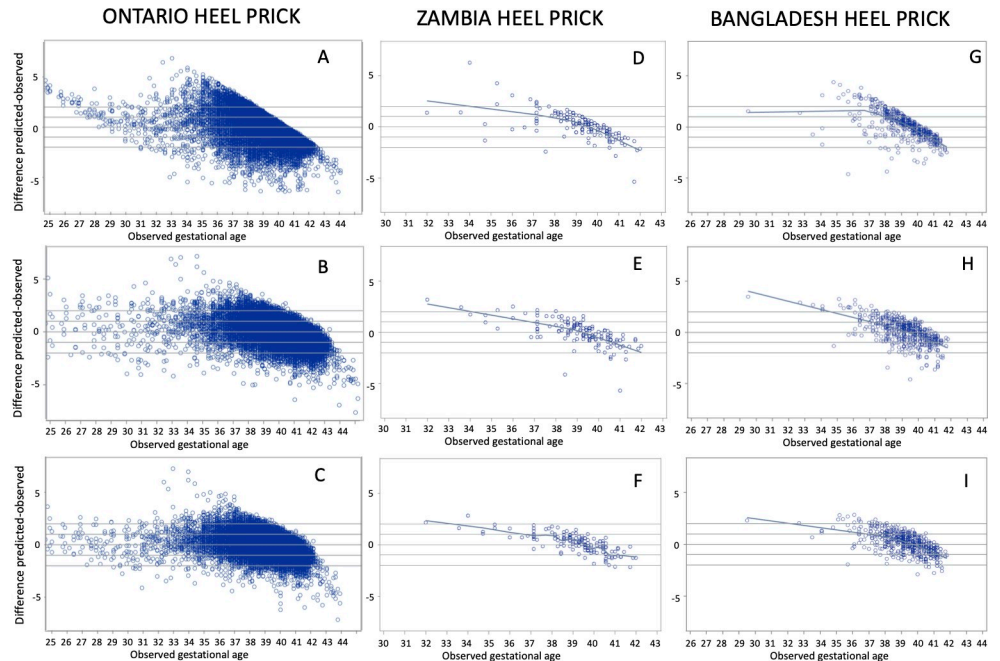 ONTARIO HEEL PRICK
ZAMBIA HEEL PRICK
BANGLADESH HEEL PRICK
Difference predicted-observed
5
0
-5
A
25 26 27 28 29 30 31 32 33 34 35 36 37 38 39 40 41 42 43 44
Observed gestational age
5
0
-5
D
30 31 32 33 34 35 36 37 38 39 40 41 42 43
Observed gestational age
5
0
-5
G
26 27 28 29 30 31 32 33 34 35 36 37 38 39 40 41 42 43 44
Observed gestational age
Difference predicted-observed
5
0
-5
B
25 26 27 28 29 30 31 32 33 34 35 36 37 38 39 40 41 42 43 44
Observed gestational age
5
0
-5
E
30 31 32 33 34 35 36 37 38 39 40 41 42 43
Observed gestational age
5
0
-5
H
26 27 28 29 30 31 32 33 34 35 36 37 38 39 40 41 42 43 44
Observed gestational age
Difference predicted-observed
5
0
-5
C
25 26 27 28 29 30 31 32 33 34 35 36 37 38 39 40 41 42 43 44
Observed gestational age
5
0
-5
F
30 31 32 33 34 35 36 37 38 39 40 41 42 43
Observed gestational age
5
0
-5
I
26 27 28 29 30 31 32 33 34 35 36 37 38 39 40 41 42 43 44
Observed gestational age